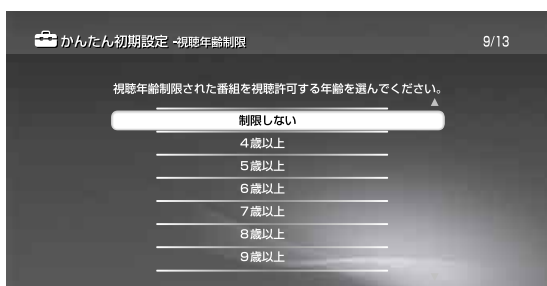 かんたん初期設定 -視聴年齢制限
9/13
視聴年齢制限された番組を視聴許可する年齢を選んでください。
制限しない
4歳以上
5歳以上
6歳以上
7歳以上
8歳以上
9歳以上